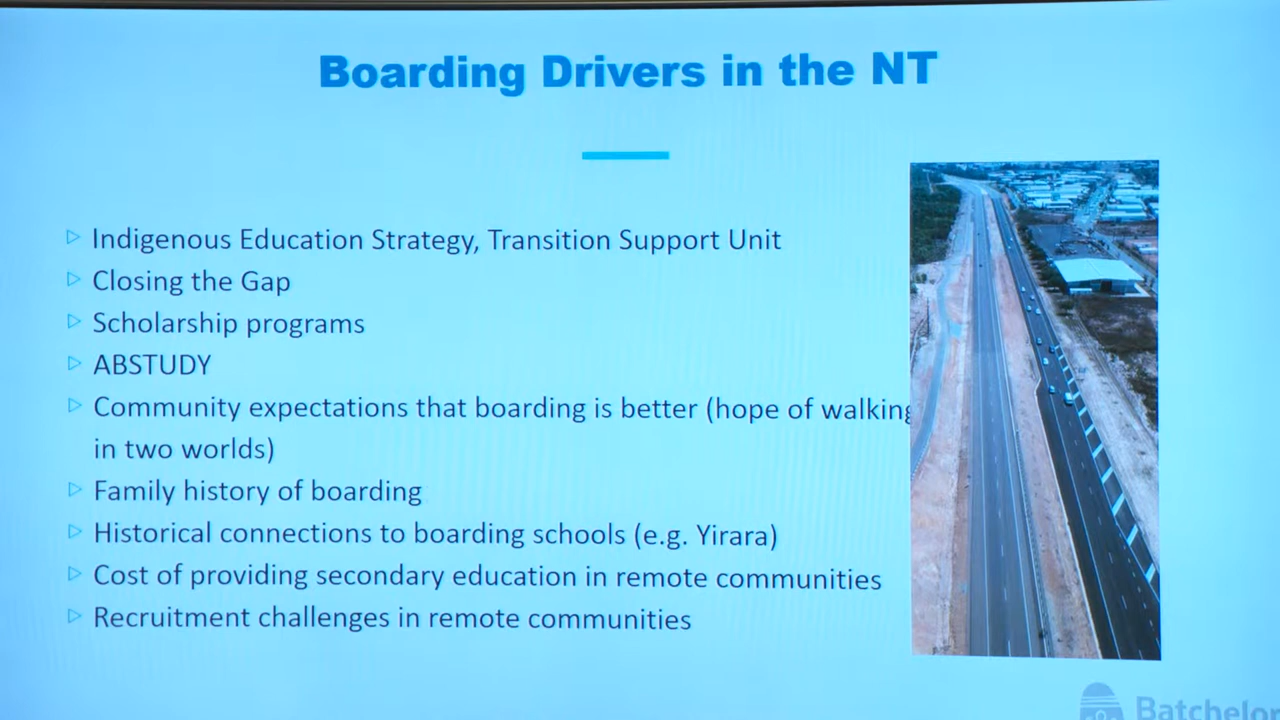 Boarding Drivers in the NT
Indigenous Education Strategy, Transition Support Unit
Closing the Gap
Scholarship programs
ABSTUDY
Community expectations that boarding is better (hope of walking
in two worlds)
Family history of boarding
Historical connections to boarding schools (e.g. Yirara)
Cost of providing secondary education in remote communities
Recruitment challenges in remote communities
Batchelor